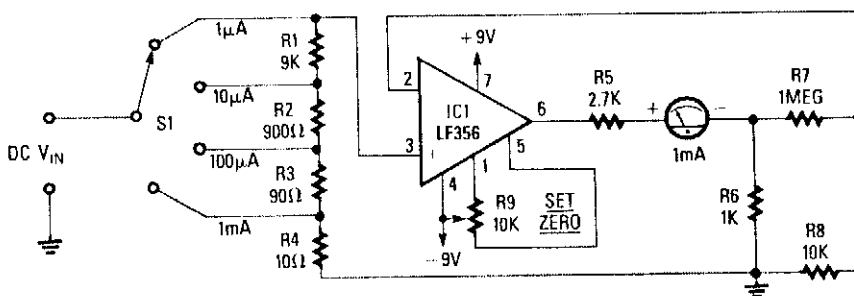 1μA
R1
9K
10μA
R2
900Ω
S1
DC VIN
100μA
R3
90Ω
1mA
R4
10Ω
+9V
2
7
IC1
LF356
6
3
1
5
4
R9
10K
SET
ZERO
−9V
R5
2.7K
+
−
1mA
R7
1MEG
R6
1K
R8
10K